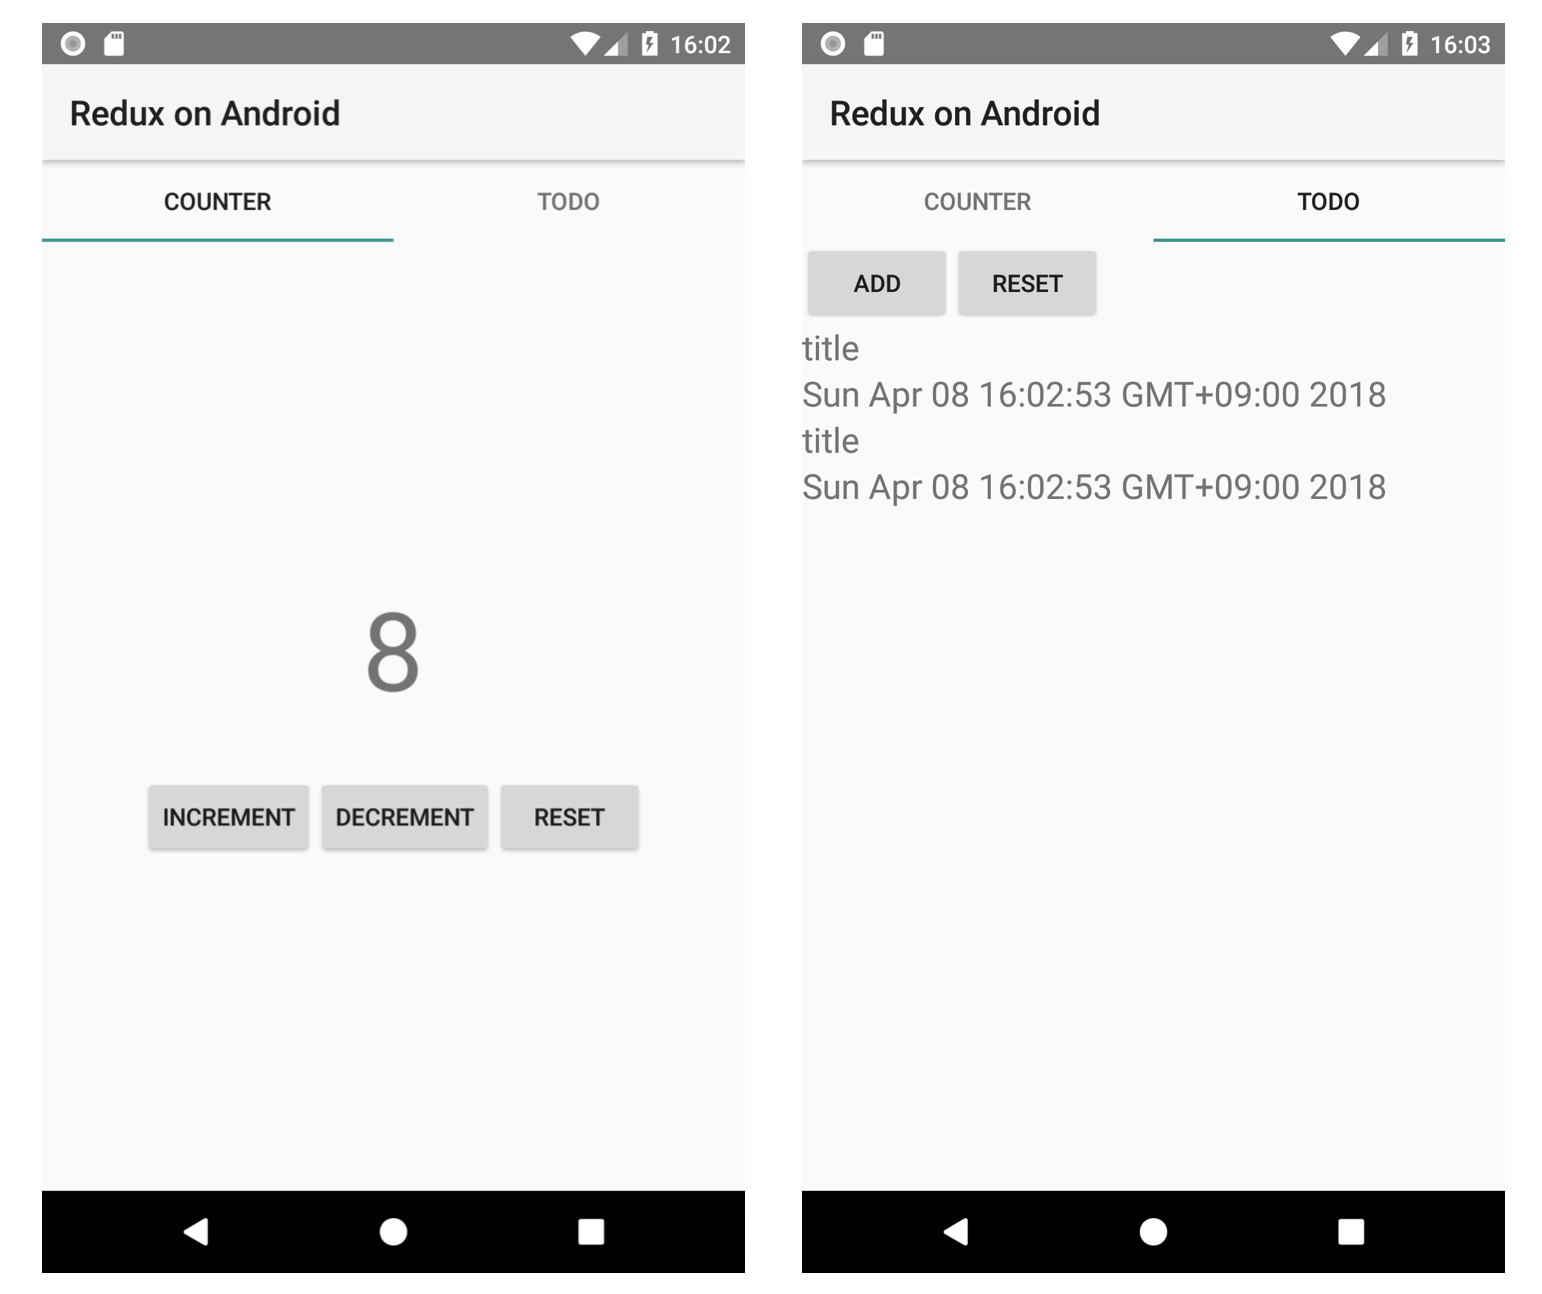 16:02
Redux on Android
COUNTER TODO
8
INCREMENT DECREMENT RESET
16:03
Redux on Android
COUNTER TODO
ADD RESET
title
Sun Apr 08 16:02:53 GMT+09:00 2018
title
Sun Apr 08 16:02:53 GMT+09:00 2018